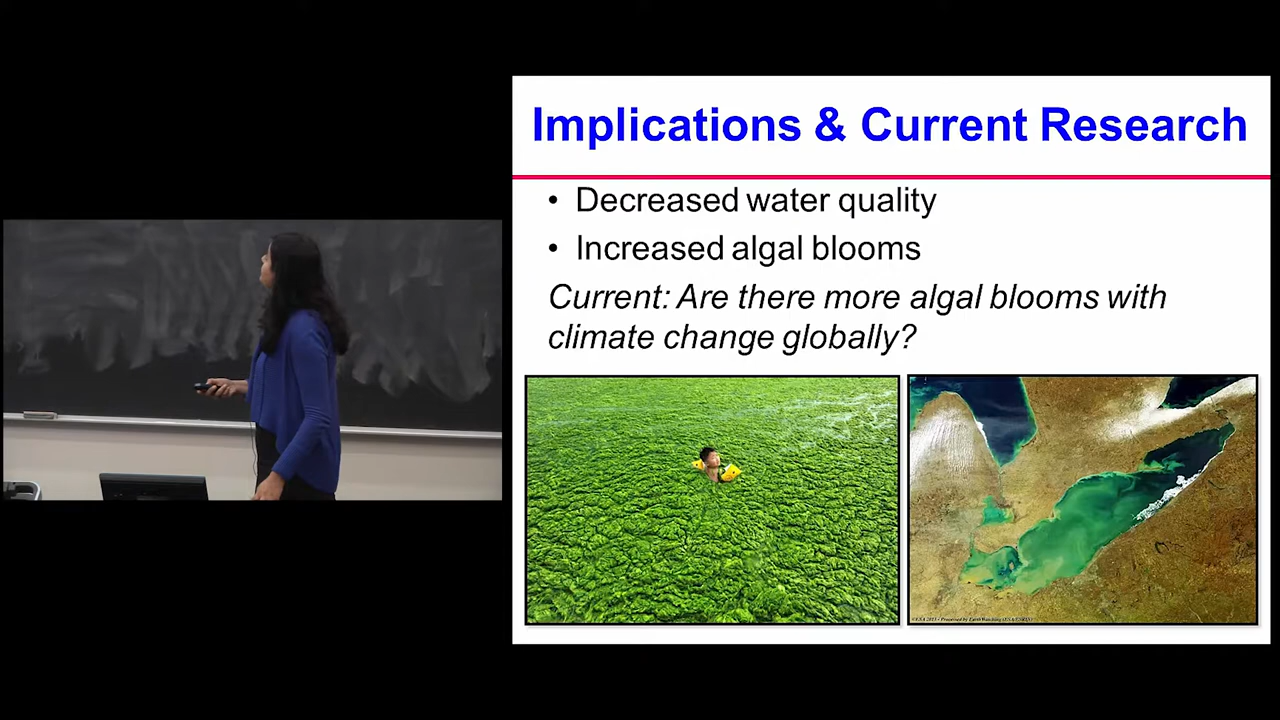 Implications & Current Research
• Decreased water quality
• Increased algal blooms
Current: Are there more algal blooms with
climate change globally?